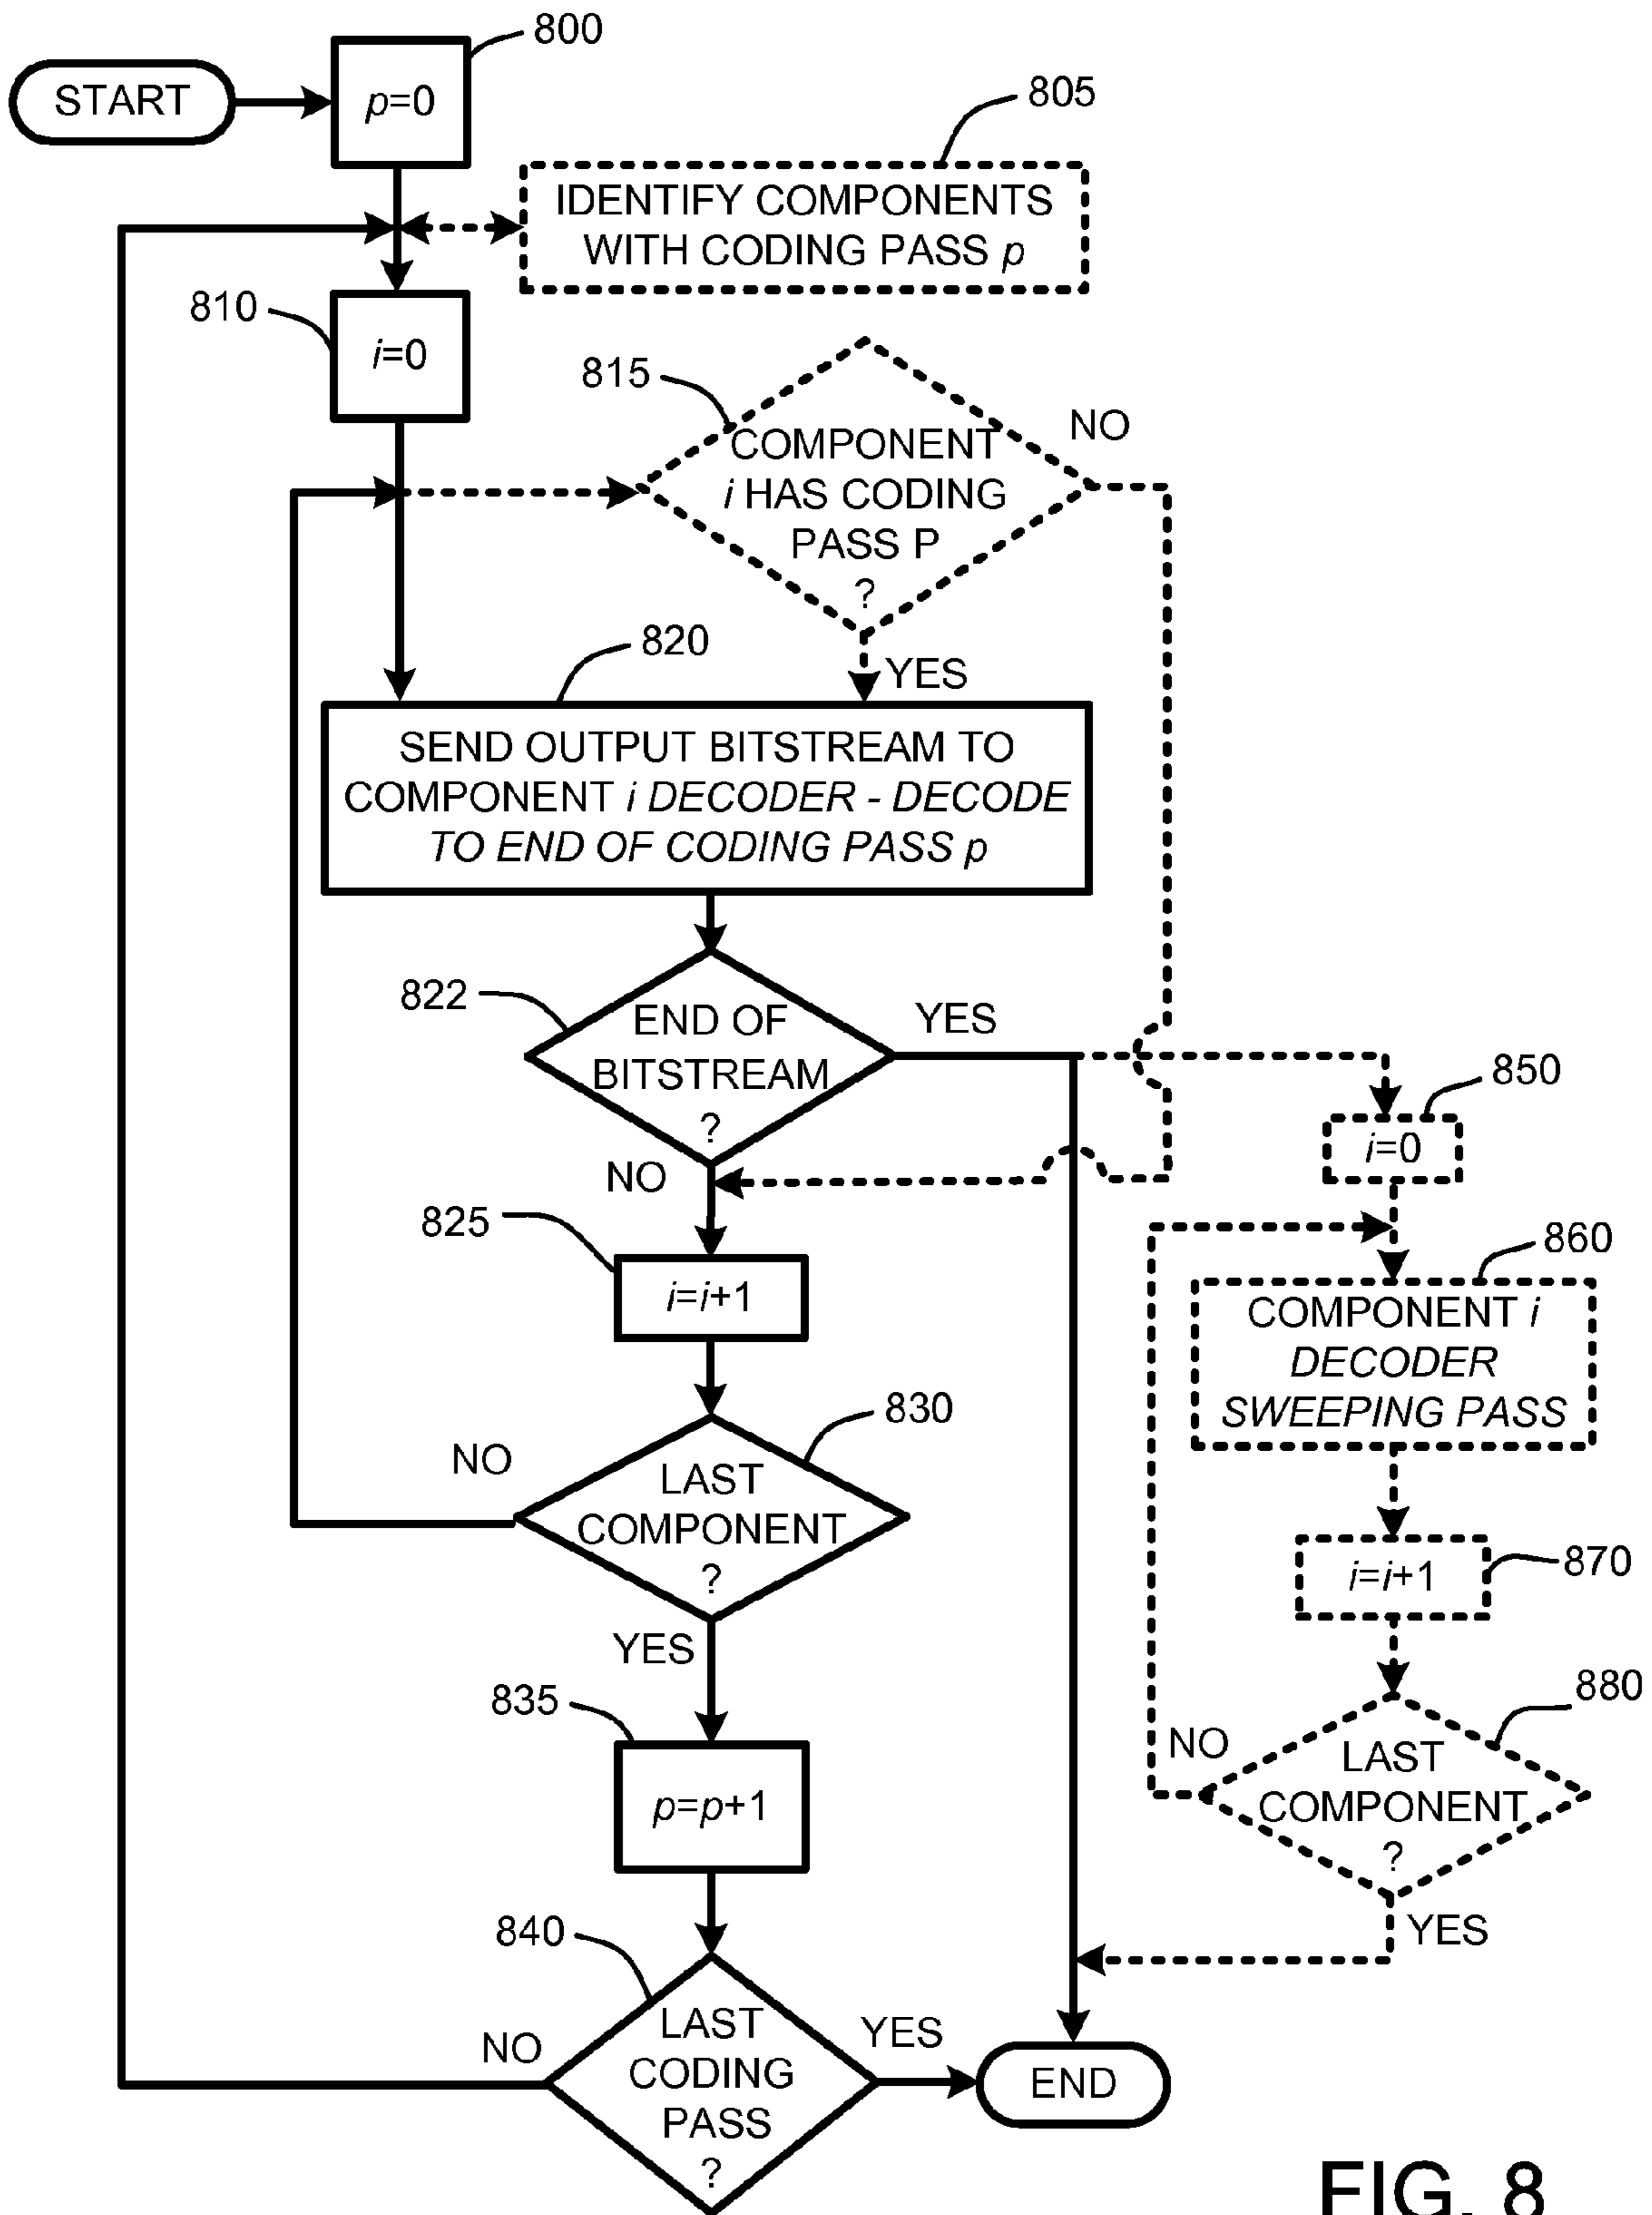 800
START
p=0
805
IDENTIFY COMPONENTS
WITH CODING PASS p
810
i=0
815
COMPONENT
i HAS CODING
PASS P
?
NO
YES
820
SEND OUTPUT BITSTREAM TO
COMPONENT i DECODER - DECODE
TO END OF CODING PASS p
822
END OF
BITSTREAM
?
YES
NO
825
i=i+1
830
LAST
COMPONENT
?
NO
YES
835
p=p+1
840
LAST
CODING
PASS
?
NO
YES
END
850
i=0
860
COMPONENT i
DECODER
SWEEPING PASS
870
i=i+1
880
LAST
COMPONENT
?
NO
YES
FIG. 8